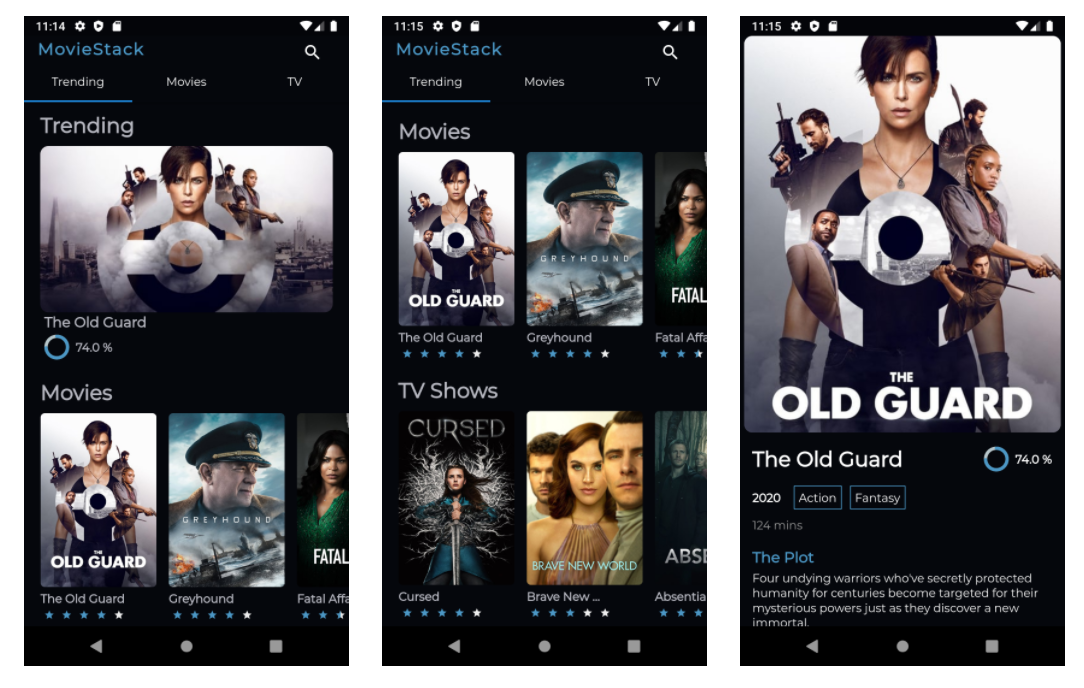 11:14
MovieStack
Trending Movies TV
Trending
The Old Guard
74.0 %
Movies
THE
OLD GUARD
GREYHOUND
FATAL
The Old Guard Greyhound Fatal Affa
11:15
MovieStack
Trending Movies TV
Movies
THE
OLD GUARD
GREYHOUND
FATAL
The Old Guard Greyhound Fatal Affa
TV Shows
CURSED
BRAVE NEW WORLD
ABSE
Cursed Brave New ... Absentia
11:15
THE
OLD GUARD
The Old Guard 74.0 %
2020 Action Fantasy
124 mins
The Plot
Four undying warriors who've secretly protected
humanity for centuries become targeted for their
mysterious powers just as they discover a new
immortal.